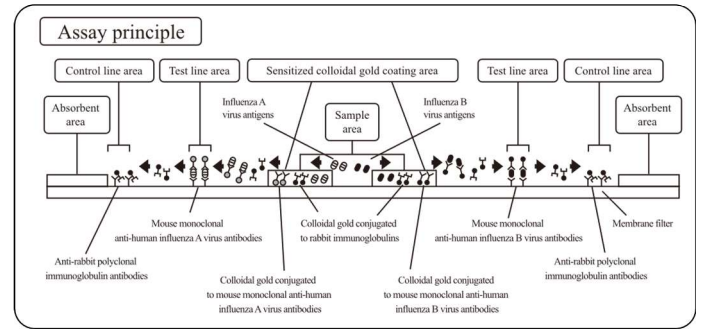 Assay principle
Control line area
Test line area
Sensitized colloidal gold coating area
Test line area
Control line area
Absorbent
area
Influenza A
virus antigens
Sample
area
Influenza B
virus antigens
Absorbent
area
Mouse monoclonal
anti-human influenza A virus antibodies
Colloidal gold conjugated
to rabbit immunoglobulins
Mouse monoclonal
anti-human influenza B virus antibodies
Membrane filter
Anti-rabbit polyclonal
immunoglobulin antibodies
Colloidal gold conjugated
to mouse monoclonal anti-human
influenza A virus antibodies
Colloidal gold conjugated
to mouse monoclonal anti-human
influenza B virus antibodies
Anti-rabbit polyclonal
immunoglobulin antibodies